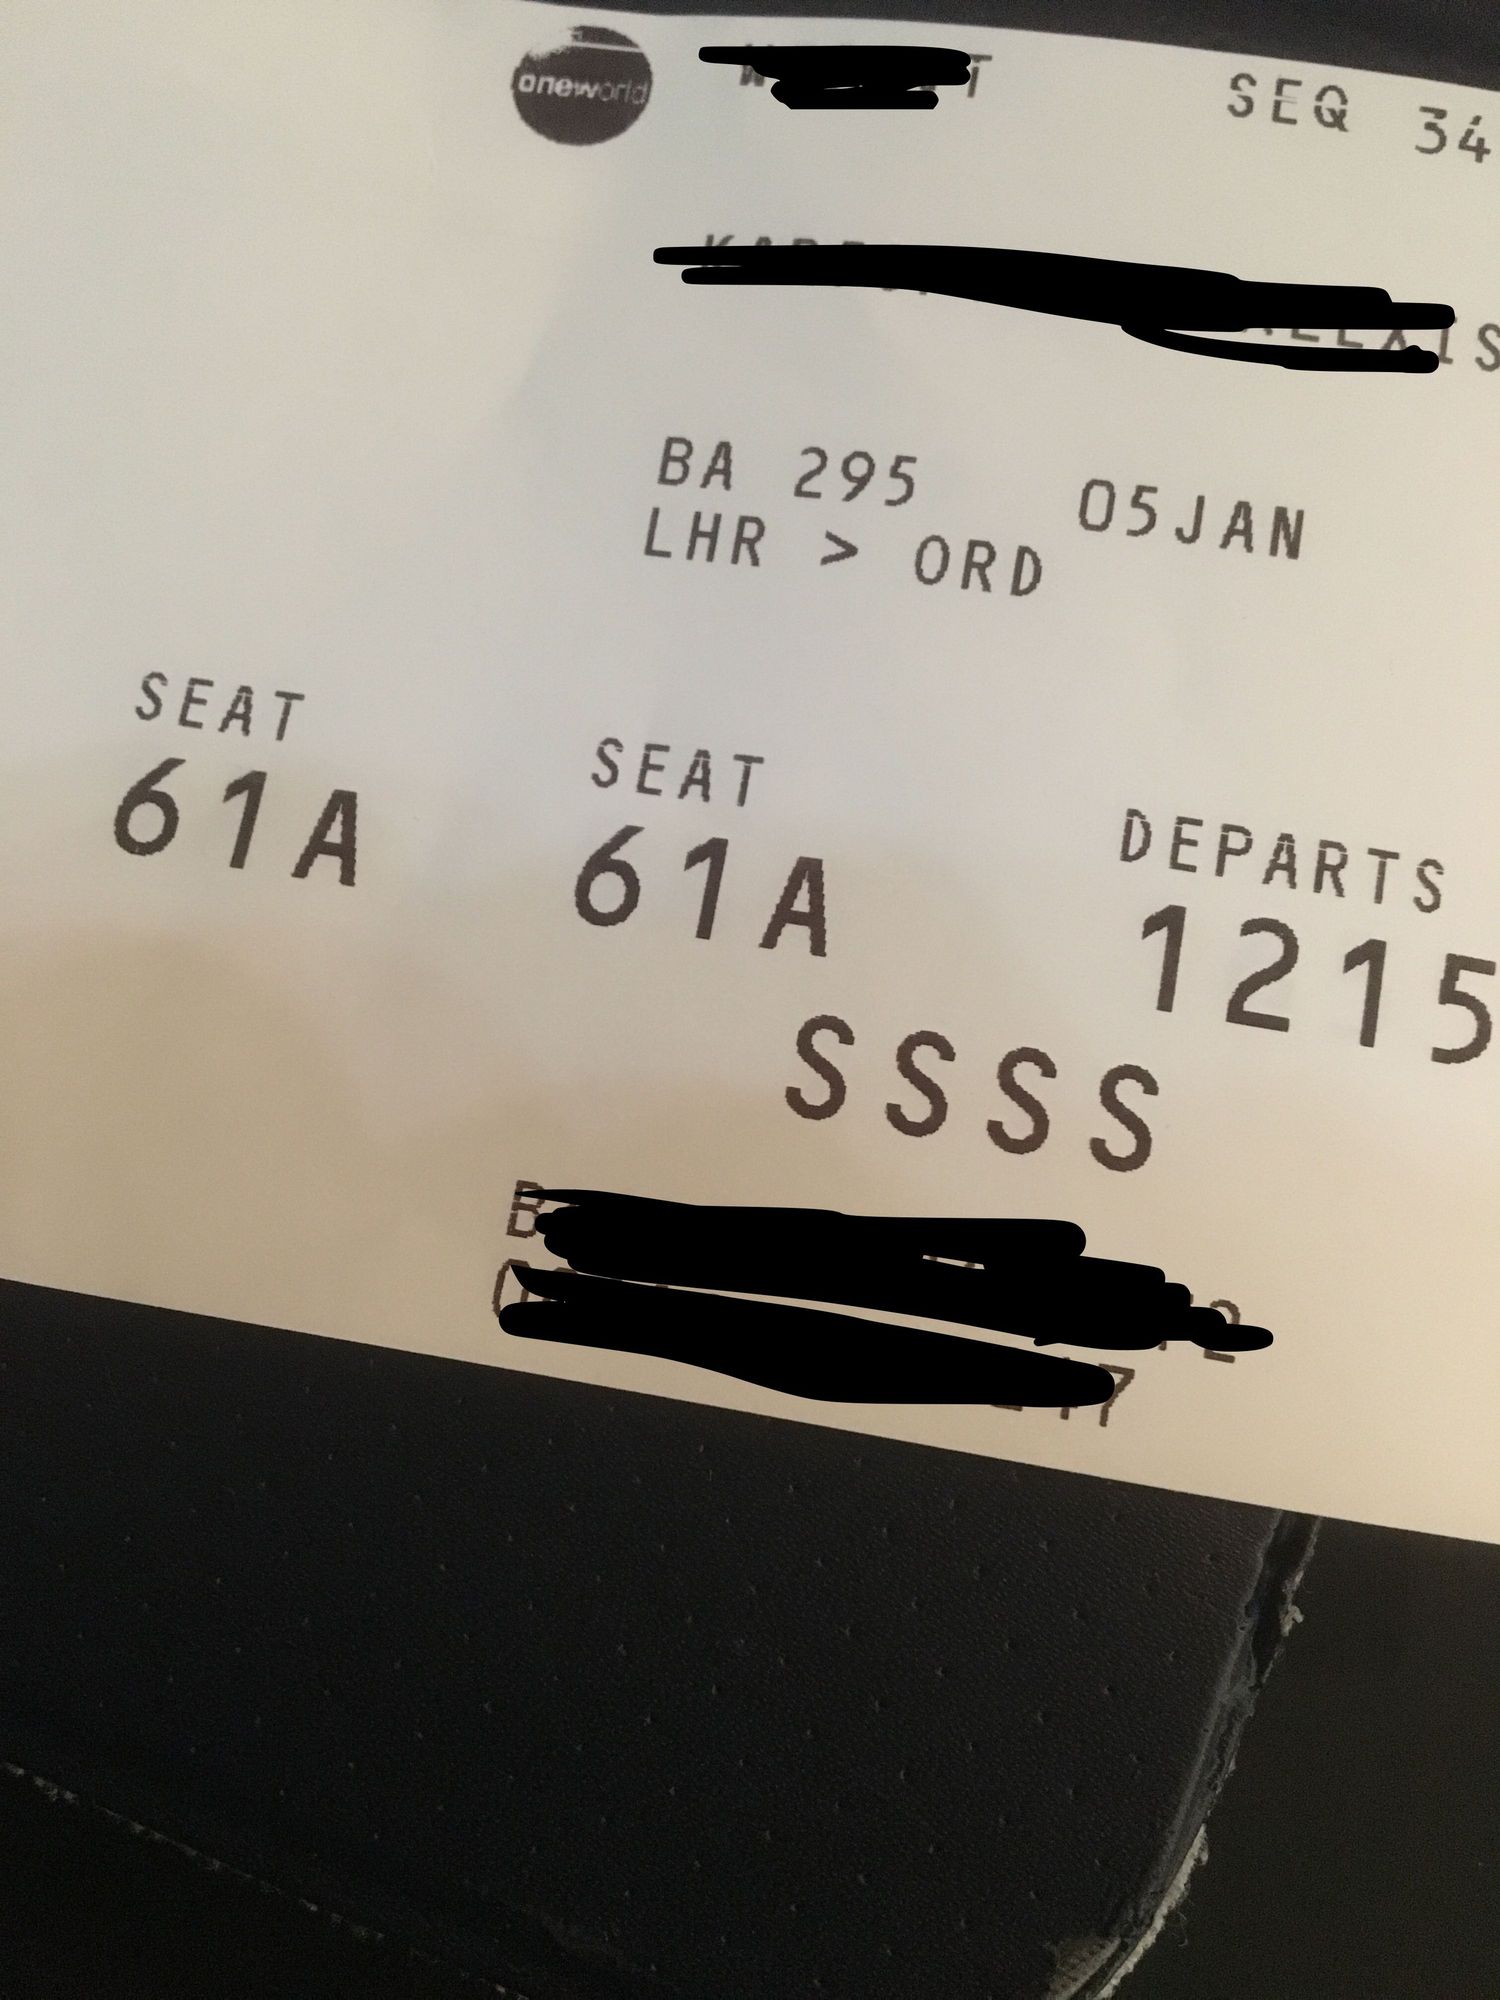 oneworld
SEQ 34
BA 295 05JAN
LHR > ORD
SEAT
61A
SEAT
61A
DEPARTS
1215
SSSS